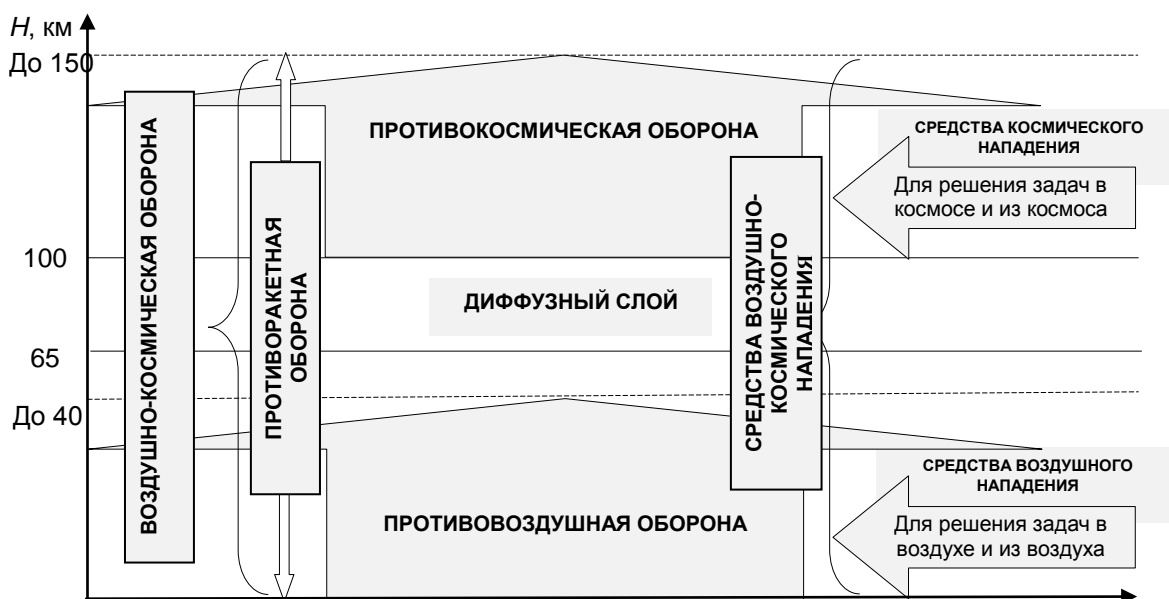 H, км
До 150
100
65
До 40
ВОЗДУШНО-КОСМИЧЕСКАЯ ОБОРОНА
ПРОТИВОРАКЕТНАЯ
ОБОРОНА
ПРОТИВОКОСМИЧЕСКАЯ ОБОРОНА
ДИФФУЗНЫЙ СЛОЙ
ПРОТИВОВОЗДУШНАЯ ОБОРОНА
СРЕДСТВА ВОЗДУШНО-
КОСМИЧЕСКОГО
НАПАДЕНИЯ
СРЕДСТВА КОСМИЧЕСКОГО
НАПАДЕНИЯ
Для решения задач в
космосе и из космоса
СРЕДСТВА ВОЗДУШНОГО
НАПАДЕНИЯ
Для решения задач в
воздухе и из воздуха